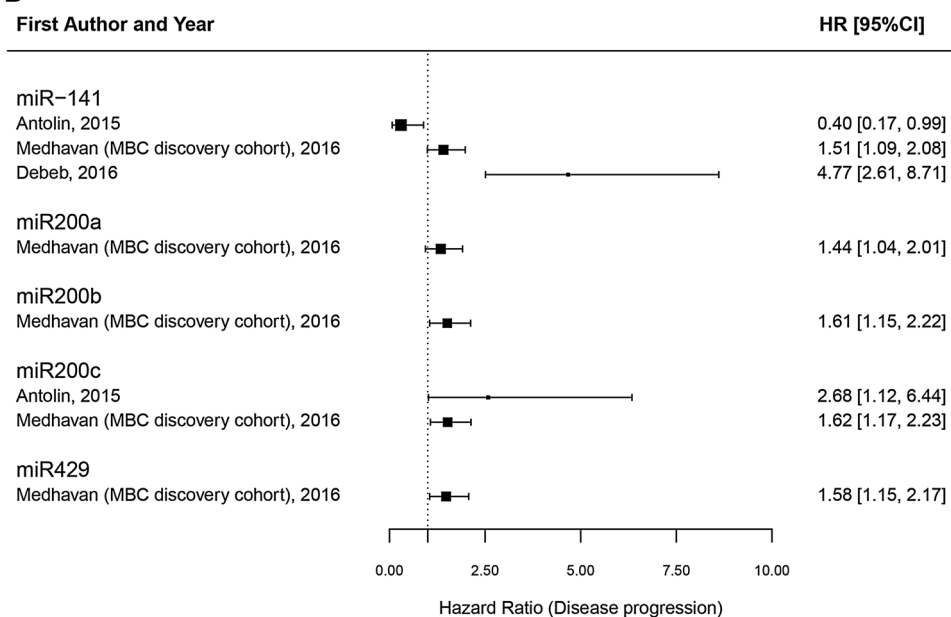 First Author and Year HR [95%CI]
miR−141
Antolin, 2015 0.40 [0.17, 0.99]
Medhavan (MBC discovery cohort), 2016 1.51 [1.09, 2.08]
Debeb, 2016 4.77 [2.61, 8.71]
miR200a
Medhavan (MBC discovery cohort), 2016 1.44 [1.04, 2.01]
miR200b
Medhavan (MBC discovery cohort), 2016 1.61 [1.15, 2.22]
miR200c
Antolin, 2015 2.68 [1.12, 6.44]
Medhavan (MBC discovery cohort), 2016 1.62 [1.17, 2.23]
miR429
Medhavan (MBC discovery cohort), 2016 1.58 [1.15, 2.17]
0.00 2.50 5.00 7.50 10.00
Hazard Ratio (Disease progression)